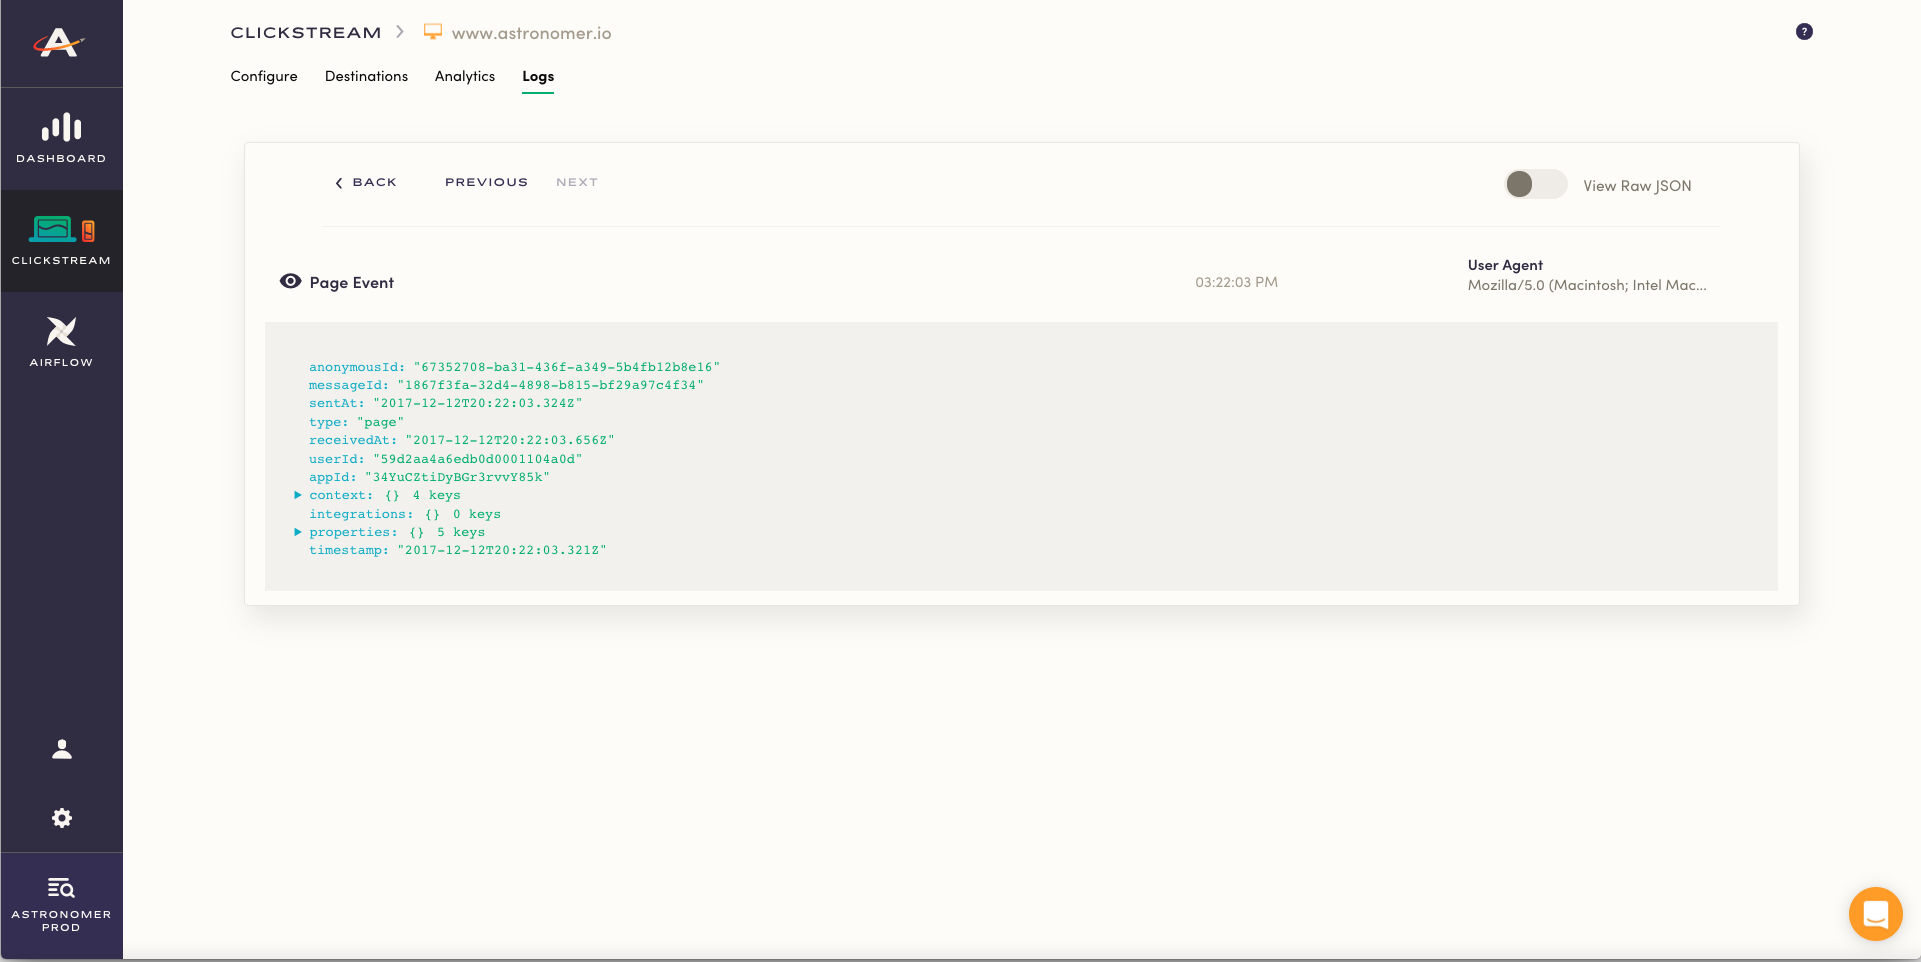 CLICKSTREAM > www.astronomer.io
?
Configure Destinations Analytics Logs
DASHBOARD
CLICKSTREAM
AIRFLOW
ASTRONOMER
PROD
BACK PREVIOUS NEXT
View Raw JSON
Page Event
03:22:03 PM
User Agent
Mozilla/5.0 (Macintosh; Intel Mac...
anonymousId: "67352708-ba31-436f-a349-5b4fb12b8e16"
messageId: "1867f3fa-32d4-4898-b815-bf29a97c4f34"
sentAt: "2017-12-12T20:22:03.324Z"
type: "page"
receivedAt: "2017-12-12T20:22:03.656Z"
userId: "59d2aa4a6edb0d0001104a0d"
appId: "34YuCZtiDyBGr3rvvY85k"
context: {} 4 keys
integrations: {} 0 keys
properties: {} 5 keys
timestamp: "2017-12-12T20:22:03.321Z"